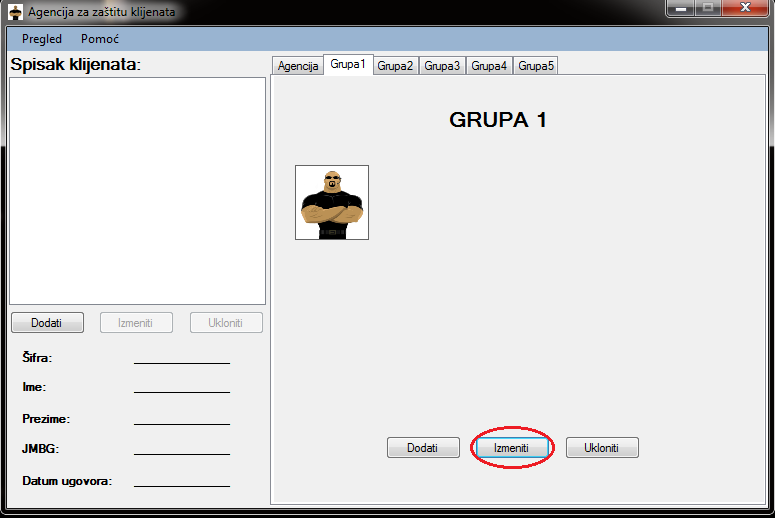 Agencija za zaštitu klijenata
Pregled Pomoć
Spisak klijenata:
Agencija Grupa1 Grupa2 Grupa3 Grupa4 Grupa5
GRUPA 1
Dodati Izmeniti Ukloniti
Šifra:
Ime:
Prezime:
JMBG:
Datum ugovora:
Dodati Izmeniti Ukloniti